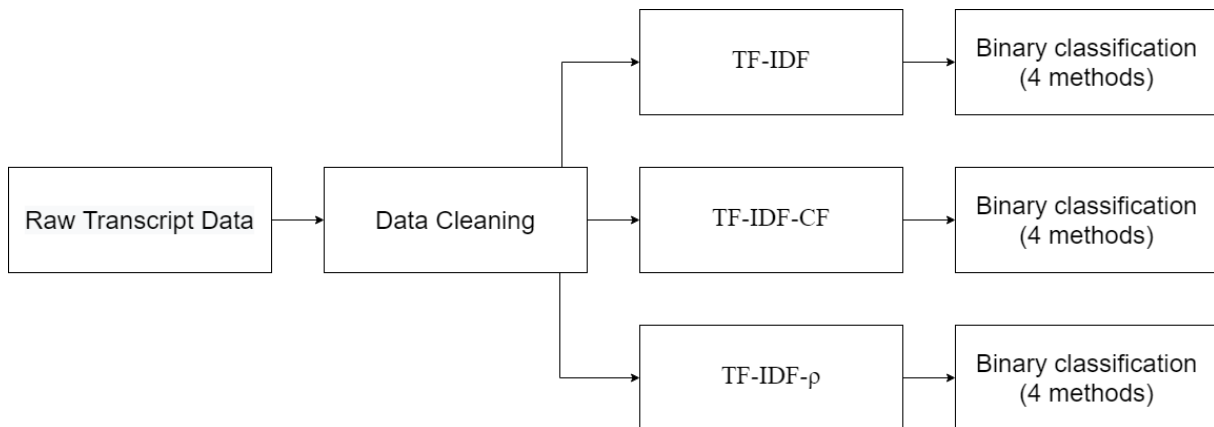 TF-IDF
Binary classification
(4 methods)
Raw Transcript Data
Data Cleaning
TF-IDF-CF
Binary classification
(4 methods)
TF-IDF-ρ
Binary classification
(4 methods)